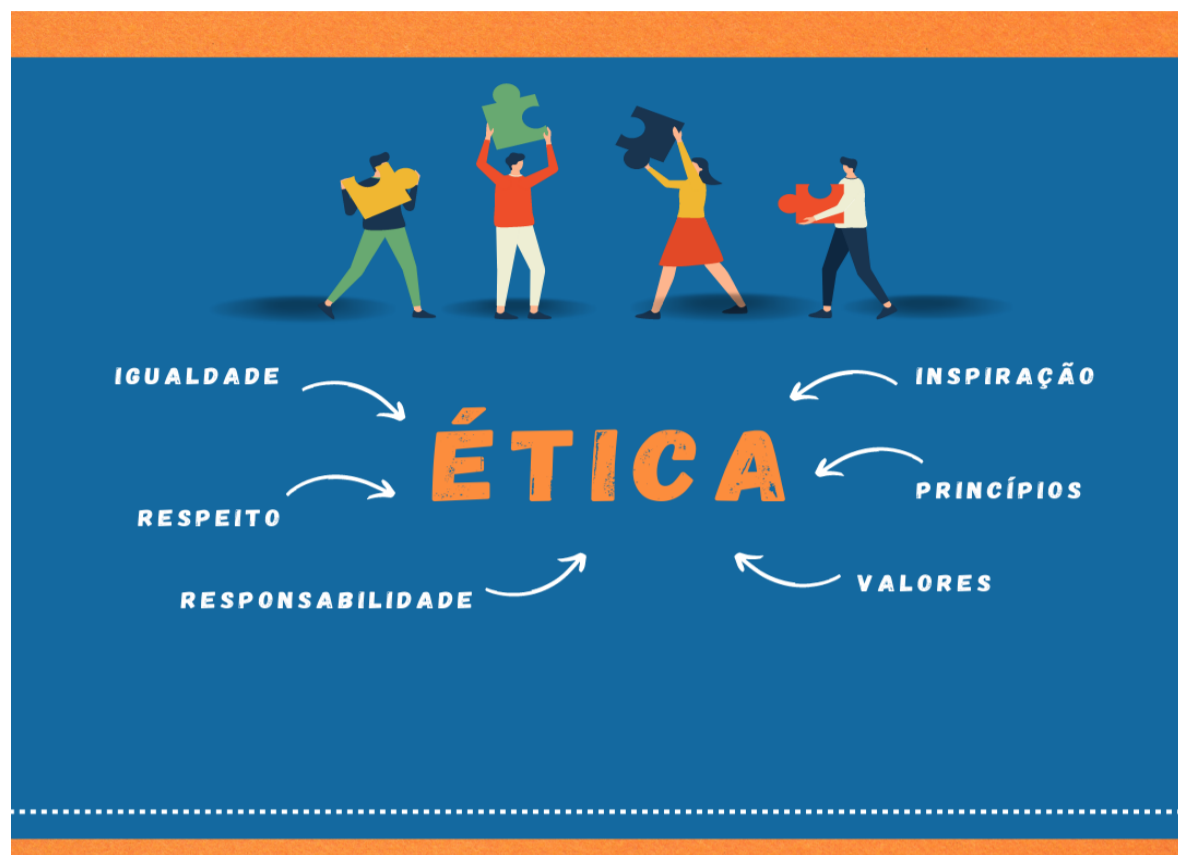 IGUALDADE
INSPIRAÇÃO
ÉTICA
RESPEITO
PRINCÍPIOS
RESPONSABILIDADE
VALORES